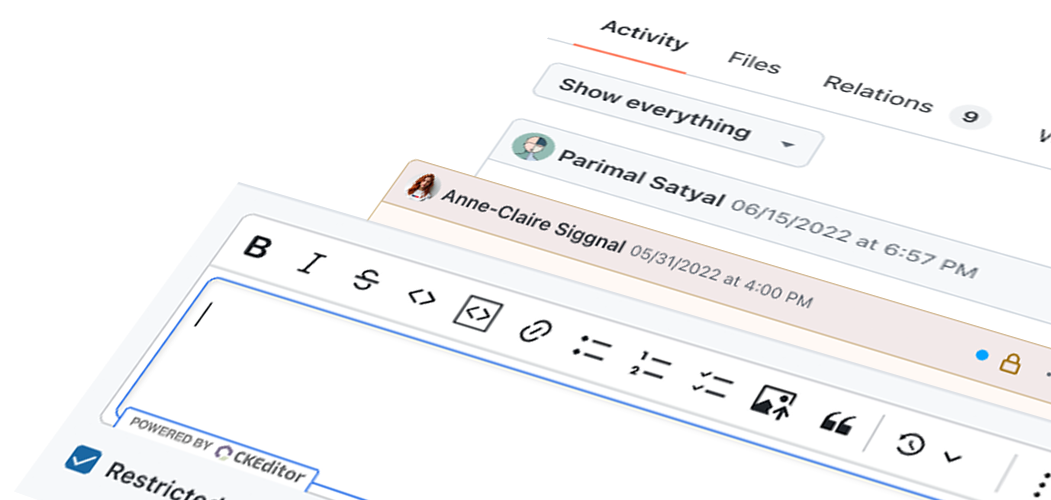 Activity Files Relations 9
Show everything
Parimal Satyal 06/15/2022 at 6:57 PM
Anne-Claire Siggnal 05/31/2022 at 4:00 PM
B I S
POWERED BY CKEditor
Restricted